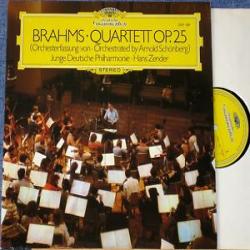 BRAHMS · QUARTETT OP. 25
(Orchesterfassung von · Orchestrated by Arnold Schönberg)
Junge Deutsche Philharmonie · Hans Zender
STEREO